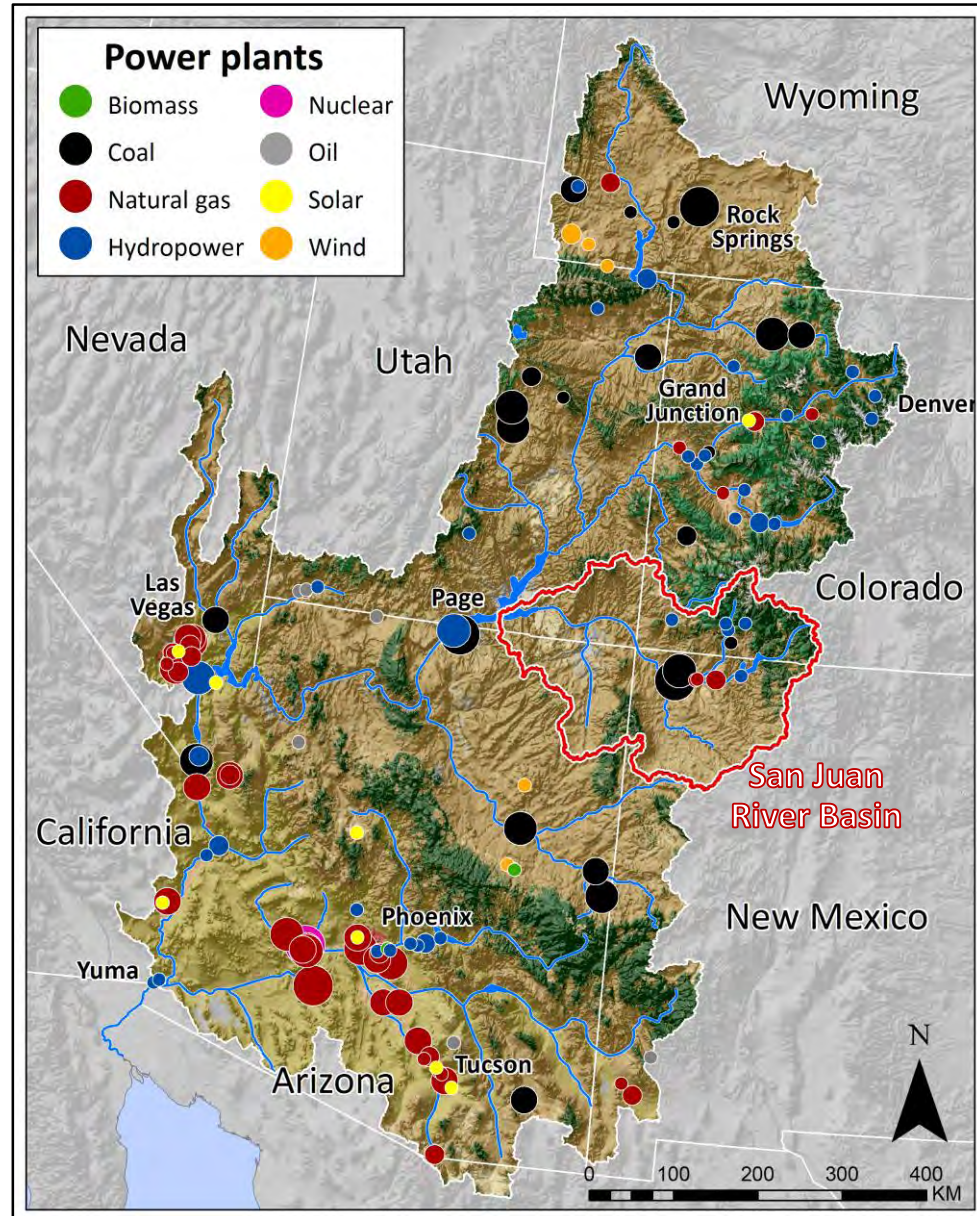 Power plants
Biomass
Nuclear
Coal
Oil
Natural gas
Solar
Hydropower
Wind
Wyoming
Rock
Springs
Nevada
Utah
Grand
Junction
Denver
Las
Vegas
Page
Colorado
San Juan
River Basin
California
Phoenix
New Mexico
Yuma
Arizona
Tucson
N
0 100 200 300 400
KM